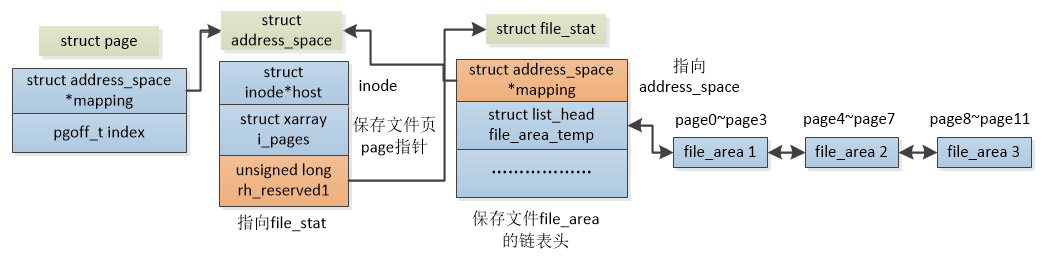 struct page
struct address_space
*mapping
pgoff_t index
struct
address_space
struct
inode*host
inode
struct xarray
i_pages
保存文件页
page指针
unsigned long
rh_reserved1
指向file_stat
struct file_stat
struct address_space
*mapping
指向
address_space
struct list_head
file_area_temp
………………
保存文件file_area
的链表头
page0~page3
file_area 1
page4~page7
file_area 2
page8~page11
file_area 3